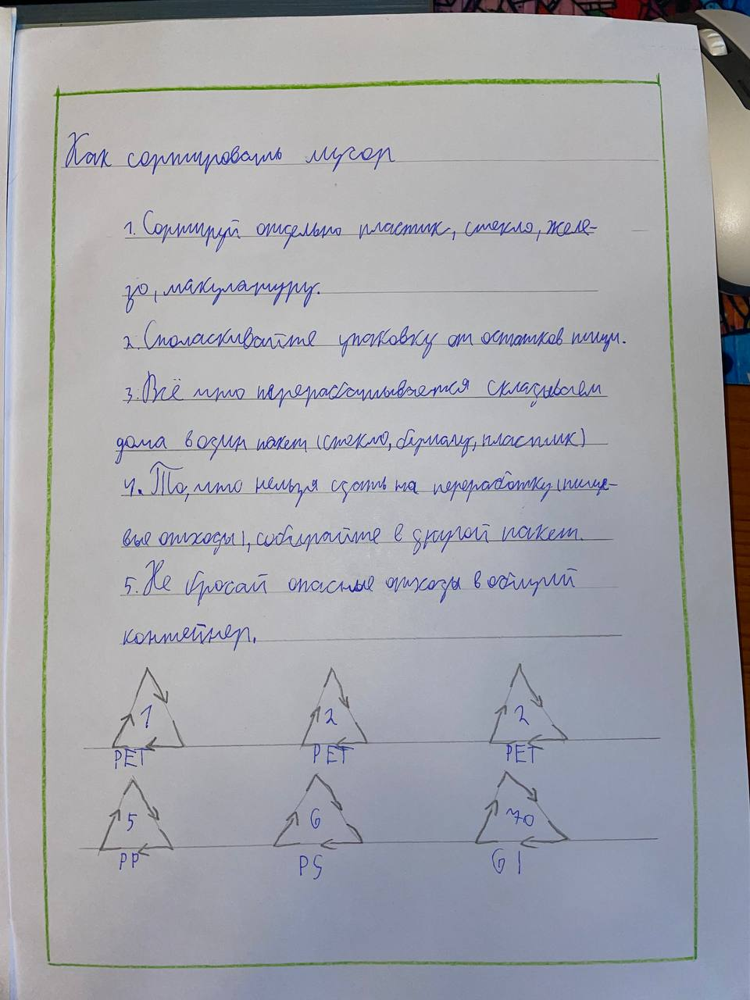 Как сортировать мусор
1. Сортируй отдельно пластик, стекло, желе-
зо, макулатуру.
2. Споласкивайте упаковку от остатков пищи.
3. Всё что перерабатывается складываем
дома в один пакет (стекло, бумагу, пластик)
4. То, что нельзя сдать на переработку (пище-
вые отходы), собирайте в другой пакет.
5. Не бросай опасные отходы в общий
контейнер.
1 2 2
PET PET PET
5 6 70
PP PS Gl